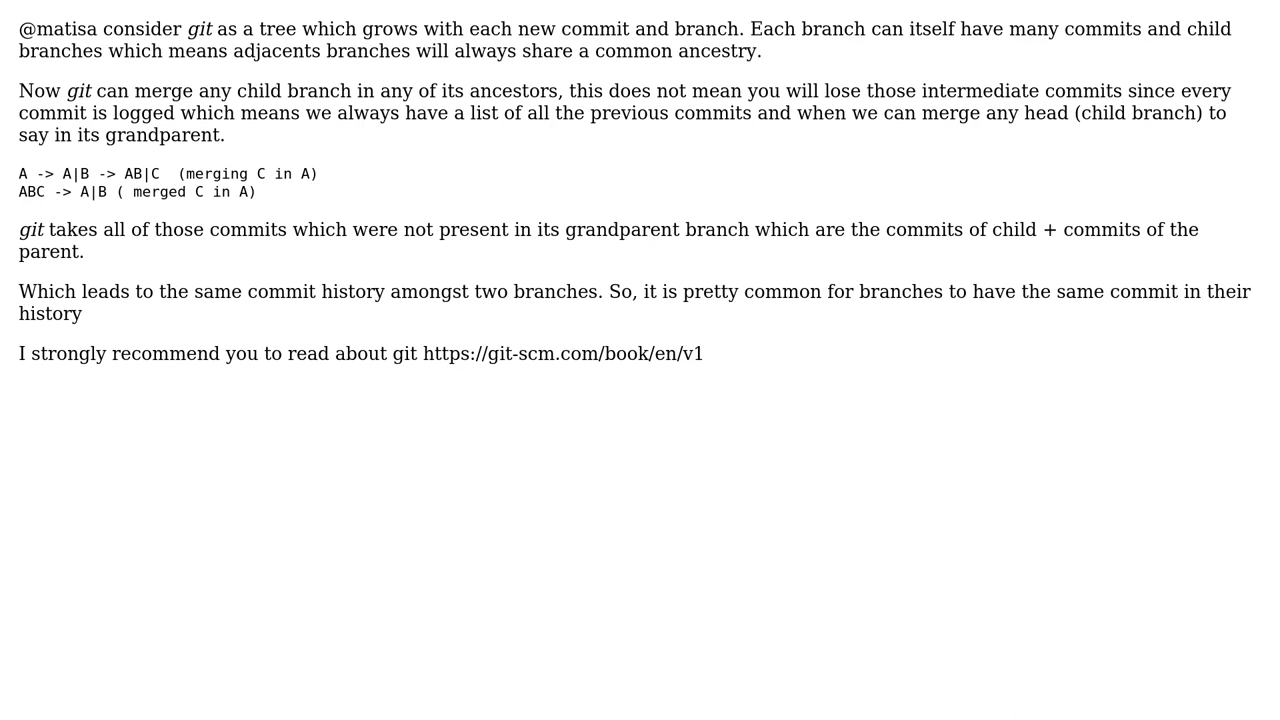 @matisa consider git as a tree which grows with each new commit and branch. Each branch can itself have many commits and child
branches which means adjacents branches will always share a common ancestry.
Now git can merge any child branch in any of its ancestors, this does not mean you will lose those intermediate commits since every
commit is logged which means we always have a list of all the previous commits and when we can merge any head (child branch) to
say in its grandparent.
A -> A|B -> AB|C  (merging C in A)
ABC -> A|B ( merged C in A)
git takes all of those commits which were not present in its grandparent branch which are the commits of child + commits of the
parent.
Which leads to the same commit history amongst two branches. So, it is pretty common for branches to have the same commit in their
history
I strongly recommend you to read about git https://git-scm.com/book/en/v1